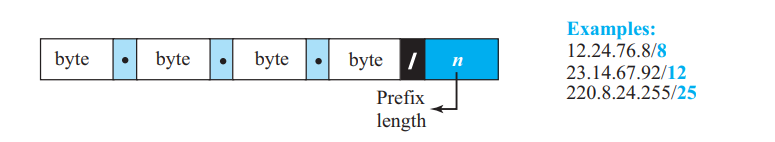 byte • byte • byte • byte / n
Prefix
length
Examples:
12.24.76.8/8
23.14.67.92/12
220.8.24.255/25